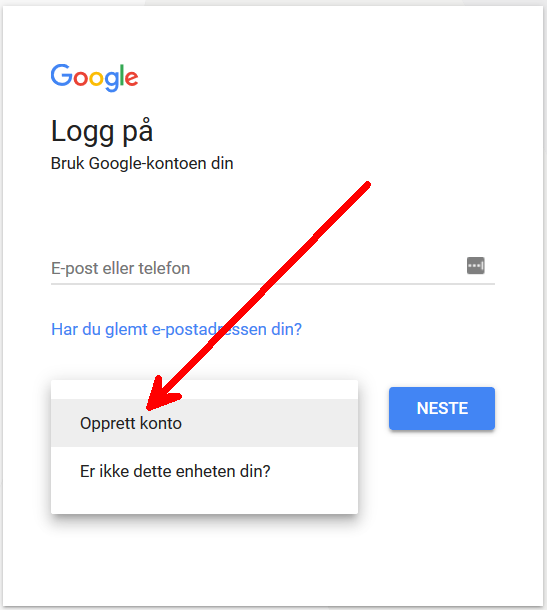 Google
Logg på
Bruk Google-kontoen din
E-post eller telefon
Har du glemt e-postadressen din?
Opprett konto
NESTE
Er ikke dette enheten din?